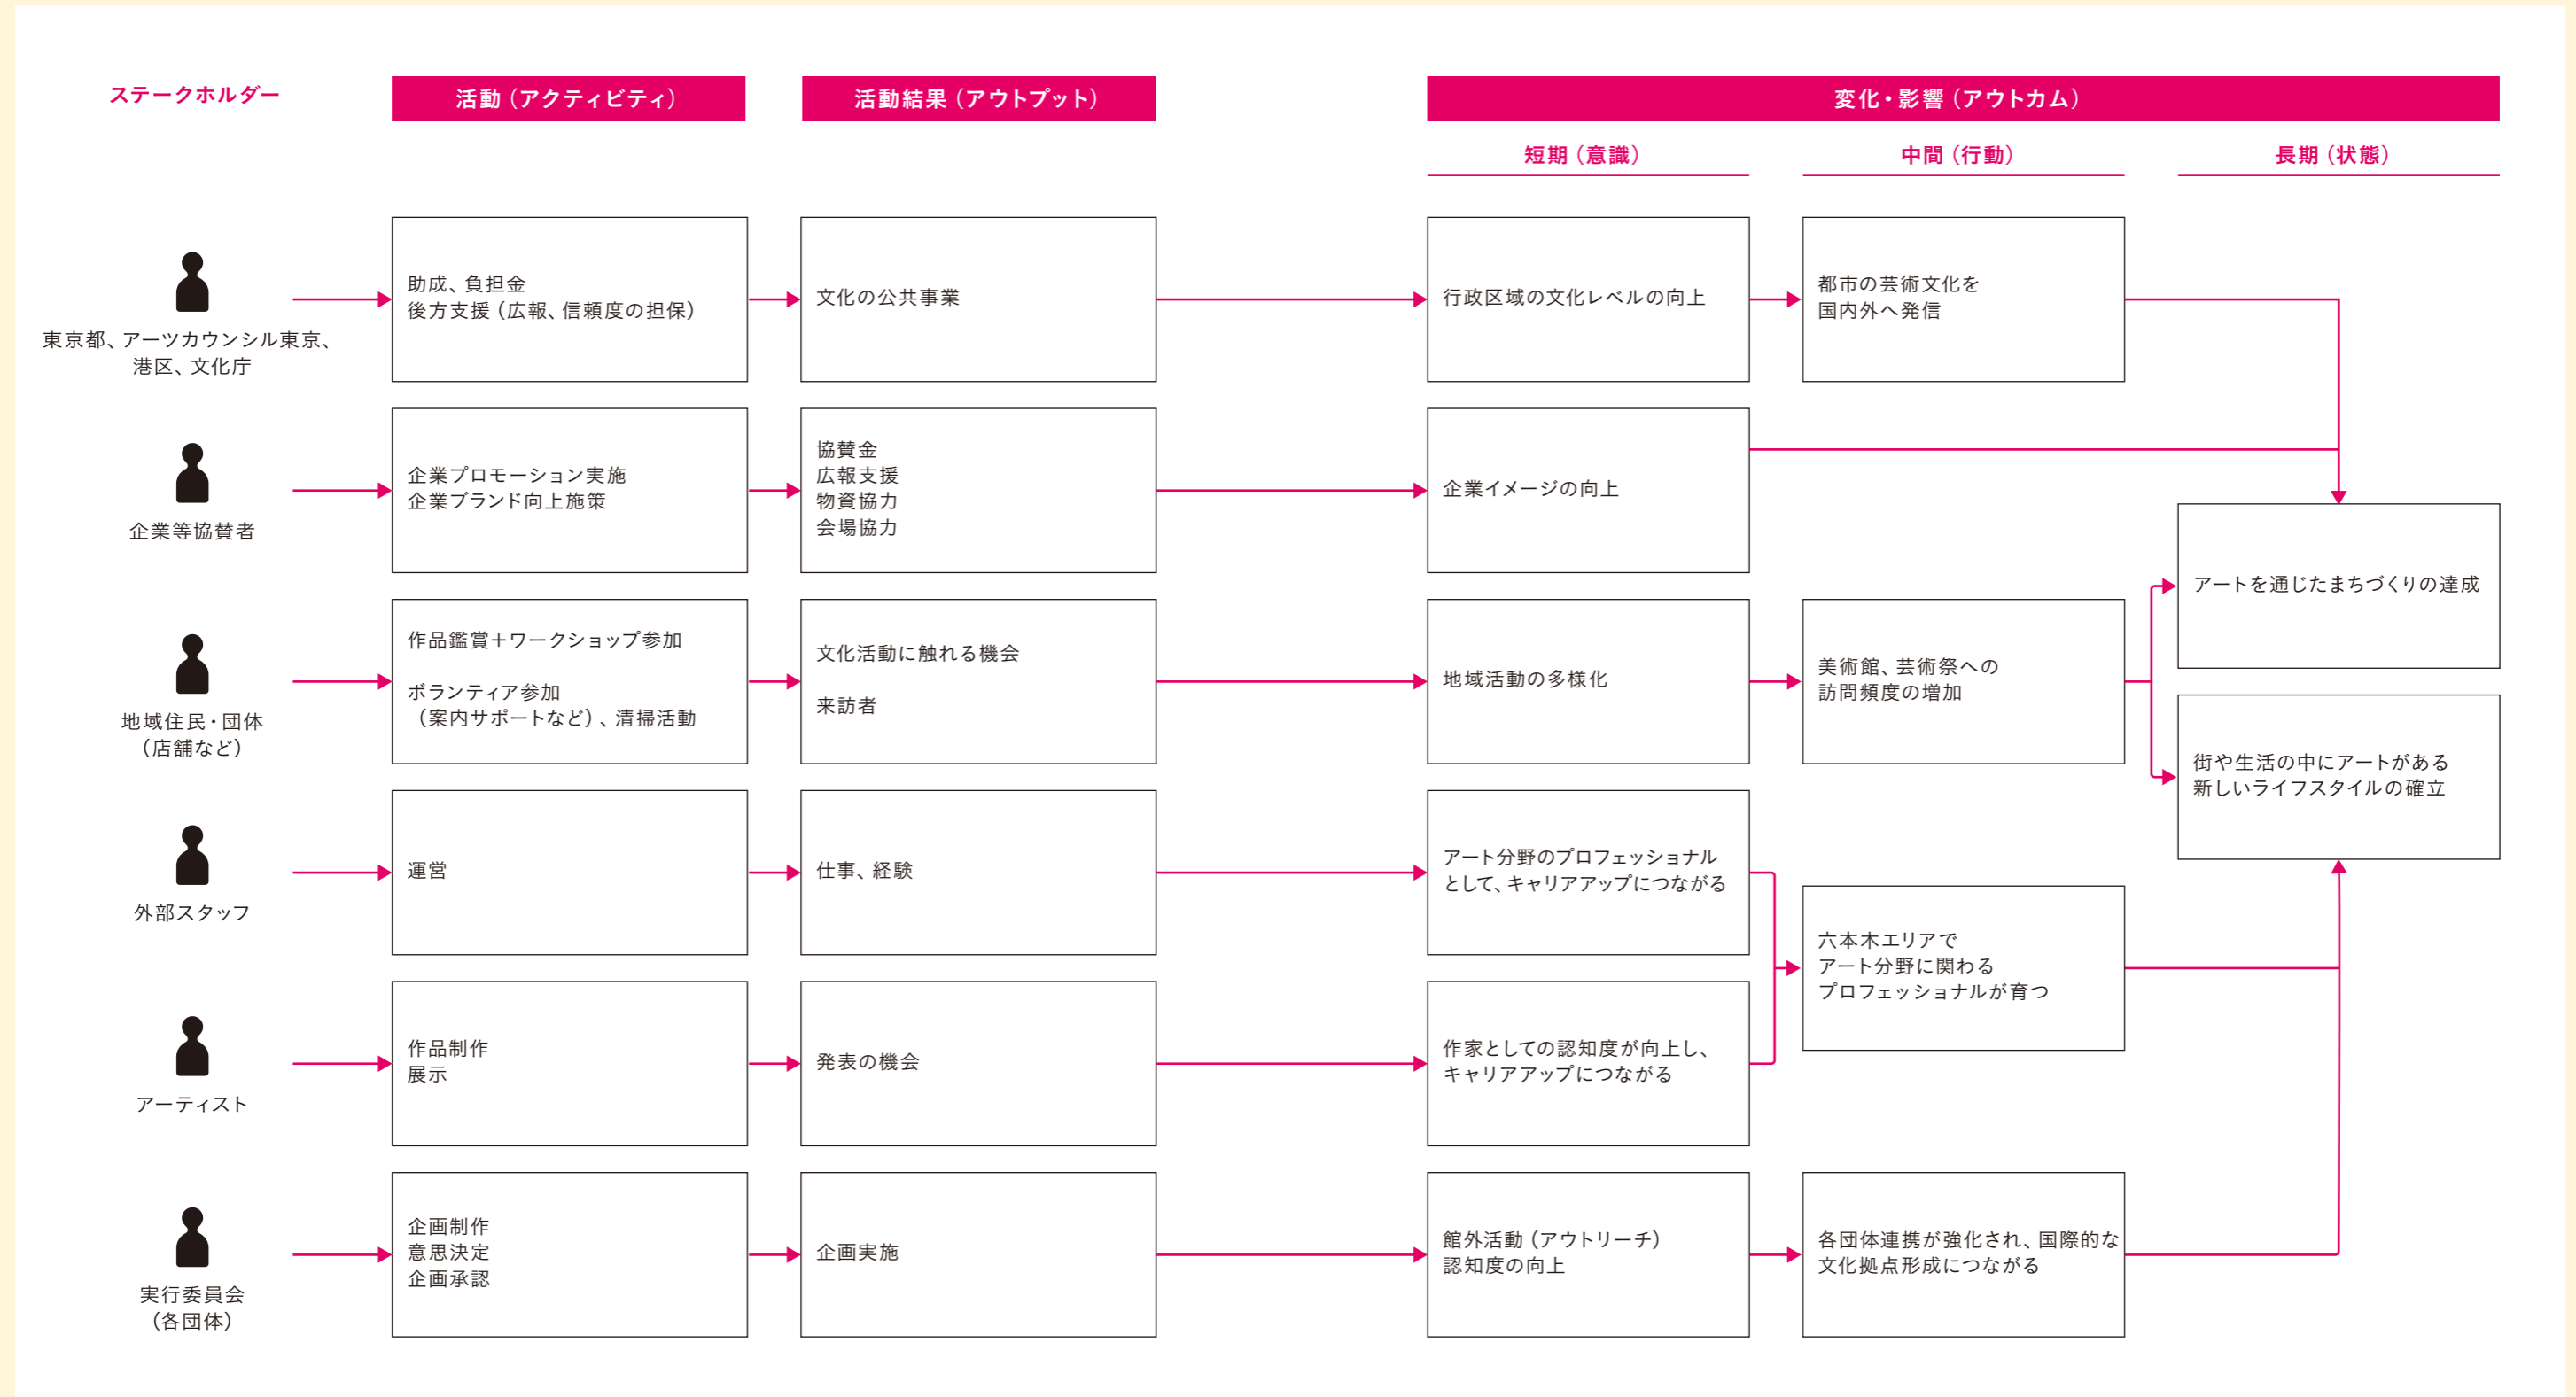 ステークホルダー
活動（アクティビティ）
活動結果（アウトプット）
変化・影響（アウトカム）
短期（意識）
中間（行動）
長期（状態）
東京都、アーツカウンシル東京、
港区、文化庁
助成、負担金
後方支援（広報、信頼度の担保）
文化の公共事業
行政区域の文化レベルの向上
都市の芸術文化を
国内外へ発信
企業等協賛者
企業プロモーション実施
企業ブランド向上施策
協賛金
広報支援
物資協力
会場協力
企業イメージの向上
アートを通じたまちづくりの達成
地域住民・団体
（店舗など）
作品鑑賞＋ワークショップ参加
ボランティア参加
（案内サポートなど）、清掃活動
文化活動に触れる機会
来訪者
地域活動の多様化
美術館、芸術祭への
訪問頻度の増加
街や生活の中にアートがある
新しいライフスタイルの確立
外部スタッフ
運営
仕事、経験
アート分野のプロフェッショナル
として、キャリアアップにつながる
六本木エリアで
アート分野に関わる
プロフェッショナルが育つ
アーティスト
作品制作
展示
発表の機会
作家としての認知度が向上し、
キャリアアップにつながる
実行委員会
（各団体）
企画制作
意思決定
企画承認
企画実施
館外活動（アウトリーチ）
認知度の向上
各団体連携が強化され、国際的な
文化拠点形成につながる